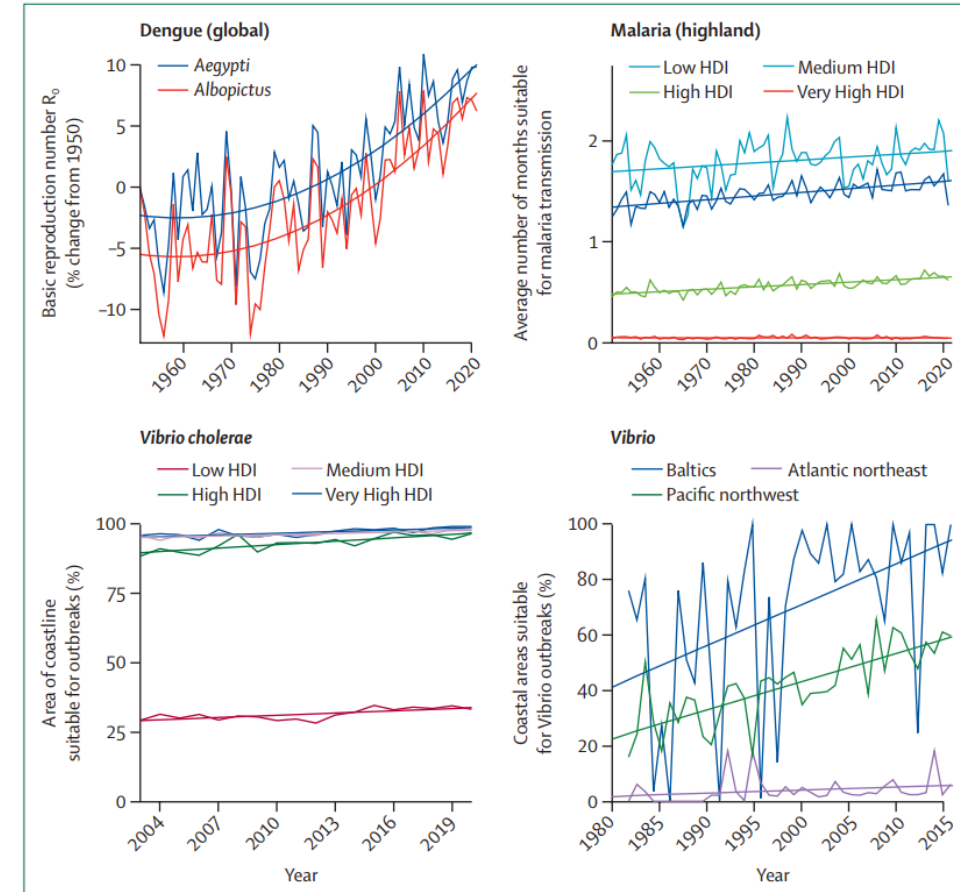 Dengue (global)
Aegypti
Albopictus
Basic reproduction number R₀
(% change from 1950)
10
5
0
−5
−10
1960
1970
1980
1990
2000
2010
2020
Malaria (highland)
Low HDI
Medium HDI
High HDI
Very High HDI
Average number of months suitable
for malaria transmission
2
1
0
1960
1970
1980
1990
2000
2010
2020
Vibrio cholerae
Low HDI
Medium HDI
High HDI
Very High HDI
Area of coastline
suitable for outbreaks (%)
100
75
50
25
0
2004
2007
2010
2013
2016
2019
Year
Vibrio
Baltics
Atlantic northeast
Pacific northwest
Coastal areas suitable
for Vibrio outbreaks (%)
100
80
60
40
20
0
1980
1985
1990
1995
2000
2005
2010
2015
Year